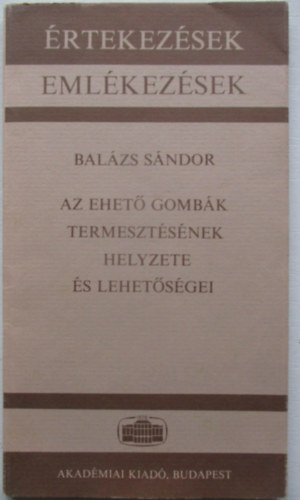 ÉRTEKEZÉSEK
EMLÉKEZÉSEK
BALÁZS SÁNDOR
AZ EHETŐ GOMBÁK
TERMESZTÉSÉNEK
HELYZETE
ÉS LEHETŐSÉGEI
AKADÉMIAI KIADÓ, BUDAPEST